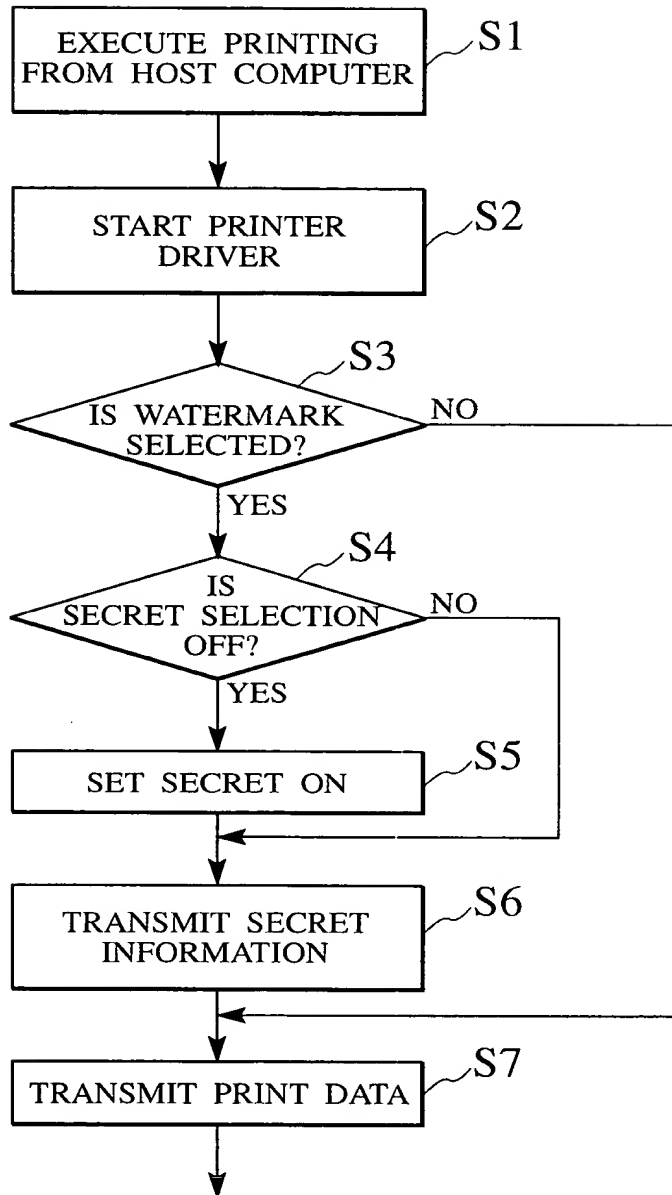 EXECUTE PRINTING
FROM HOST COMPUTER
S1
START PRINTER
DRIVER
S2
S3
IS WATERMARK
SELECTED?
NO
YES
S4
IS
SECRET SELECTION
OFF?
NO
YES
S5
SET SECRET ON
S6
TRANSMIT SECRET
INFORMATION
S7
TRANSMIT PRINT DATA